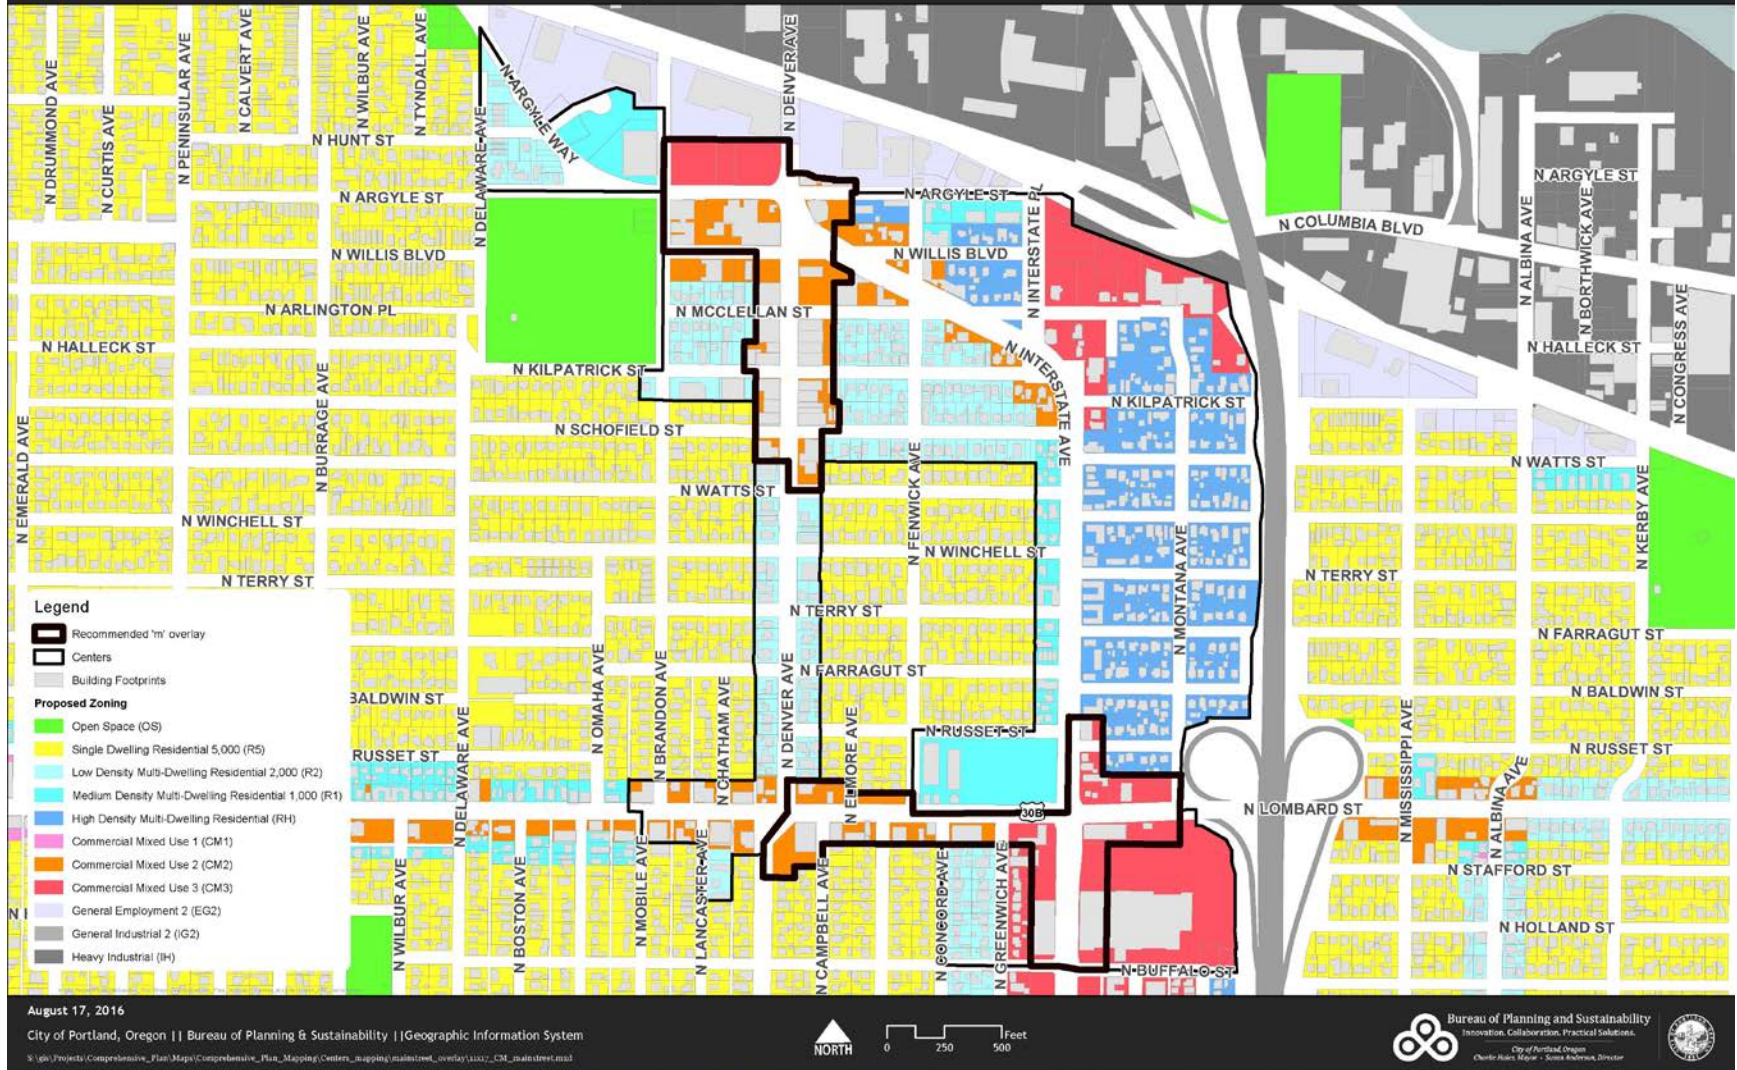 N DRUMMOND AVE
N CURTIS AVE
N PENINSULAR AVE
N CALVERT AVE
N WILBUR AVE
N TYNDALL AVE
N DELAWARE AVE
N ARGYLE WAY
N DENVER AVE
N HUNT ST
N ARGYLE ST
N ARGYLE ST
N ARGYLE ST
N INTERSTATE PL
N COLUMBIA BLVD
N ALBINA AVE
N BORTHWICK AVE
N CONGRESS AVE
N WILLIS BLVD
N WILLIS BLVD
N ARLINGTON PL
N MCCLELLAN ST
N HALLECK ST
N HALLECK ST
N KILPATRICK ST
N INTERSTATE AVE
N KILPATRICK ST
N EMERALD AVE
N BURRAGE AVE
N SCHOFIELD ST
N FENWICK AVE
N WATTS ST
N WATTS ST
N KERBY AVE
N WINCHELL ST
N WINCHELL ST
N MONTANA AVE
N TERRY ST
N TERRY ST
N TERRY ST
N FARRAGUT ST
N FARRAGUT ST
N OMAHA AVE
N BRANDON AVE
N CHATHAM AVE
N DENVER AVE
N ELMORE AVE
BALDWIN ST
N BALDWIN ST
N DELAWARE AVE
RUSSET ST
N RUSSET ST
N RUSSET ST
N MISSISSIPPI AVE
N ALBINA AVE
30B
N LOMBARD ST
N STAFFORD ST
N WILBUR AVE
N BOSTON AVE
N MOBILE AVE
N LANCASTER AVE
N CAMPBELL AVE
N CONCORD AVE
N GREENWICH AVE
N HOLLAND ST
N BUFFALO ST
Legend
Recommended 'm' overlay
Centers
Building Footprints
Proposed Zoning
Open Space (OS)
Single Dwelling Residential 5,000 (R5)
Low Density Multi-Dwelling Residential 2,000 (R2)
Medium Density Multi-Dwelling Residential 1,000 (R1)
High Density Multi-Dwelling Residential (RH)
Commercial Mixed Use 1 (CM1)
Commercial Mixed Use 2 (CM2)
Commercial Mixed Use 3 (CM3)
General Employment 2 (EG2)
General Industrial 2 (IG2)
Heavy Industrial (IH)
August 17, 2016
City of Portland, Oregon || Bureau of Planning & Sustainability ||Geographic Information System
NORTH
Feet
0 250 500
Bureau of Planning and Sustainability
Innovation. Collaboration. Practical Solutions.
City of Portland, Oregon
Charlie Hales, Mayor - Susan Anderson, Director